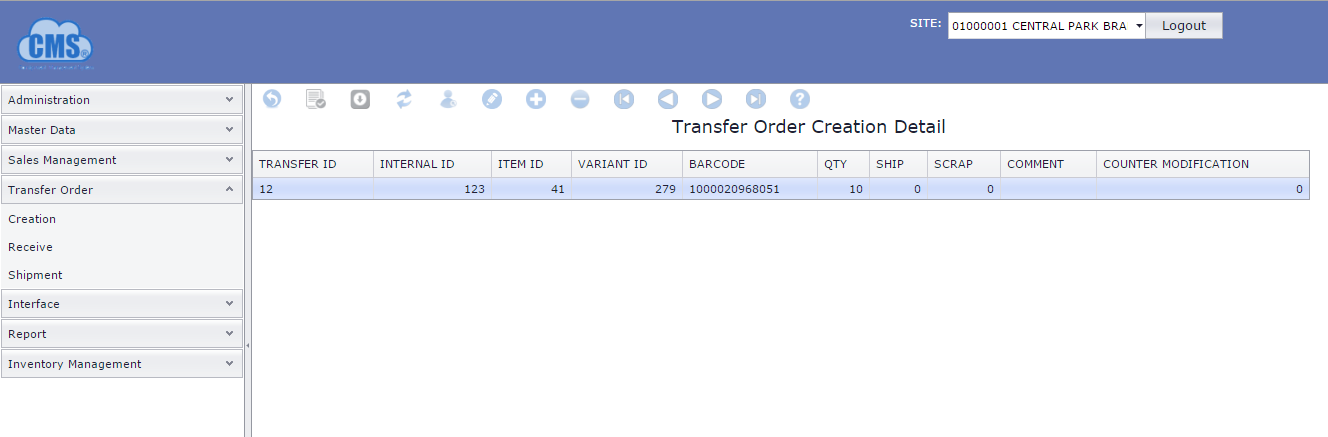 CMS®
SITE: 01000001 CENTRAL PARK BRA Logout
Administration
Master Data
Sales Management
Transfer Order
Creation
Receive
Shipment
Interface
Report
Inventory Management
Transfer Order Creation Detail
TRANSFER ID INTERNAL ID ITEM ID VARIANT ID BARCODE QTY SHIP SCRAP COMMENT COUNTER MODIFICATION
12 123 41 279 1000020968051 10 0 0 0